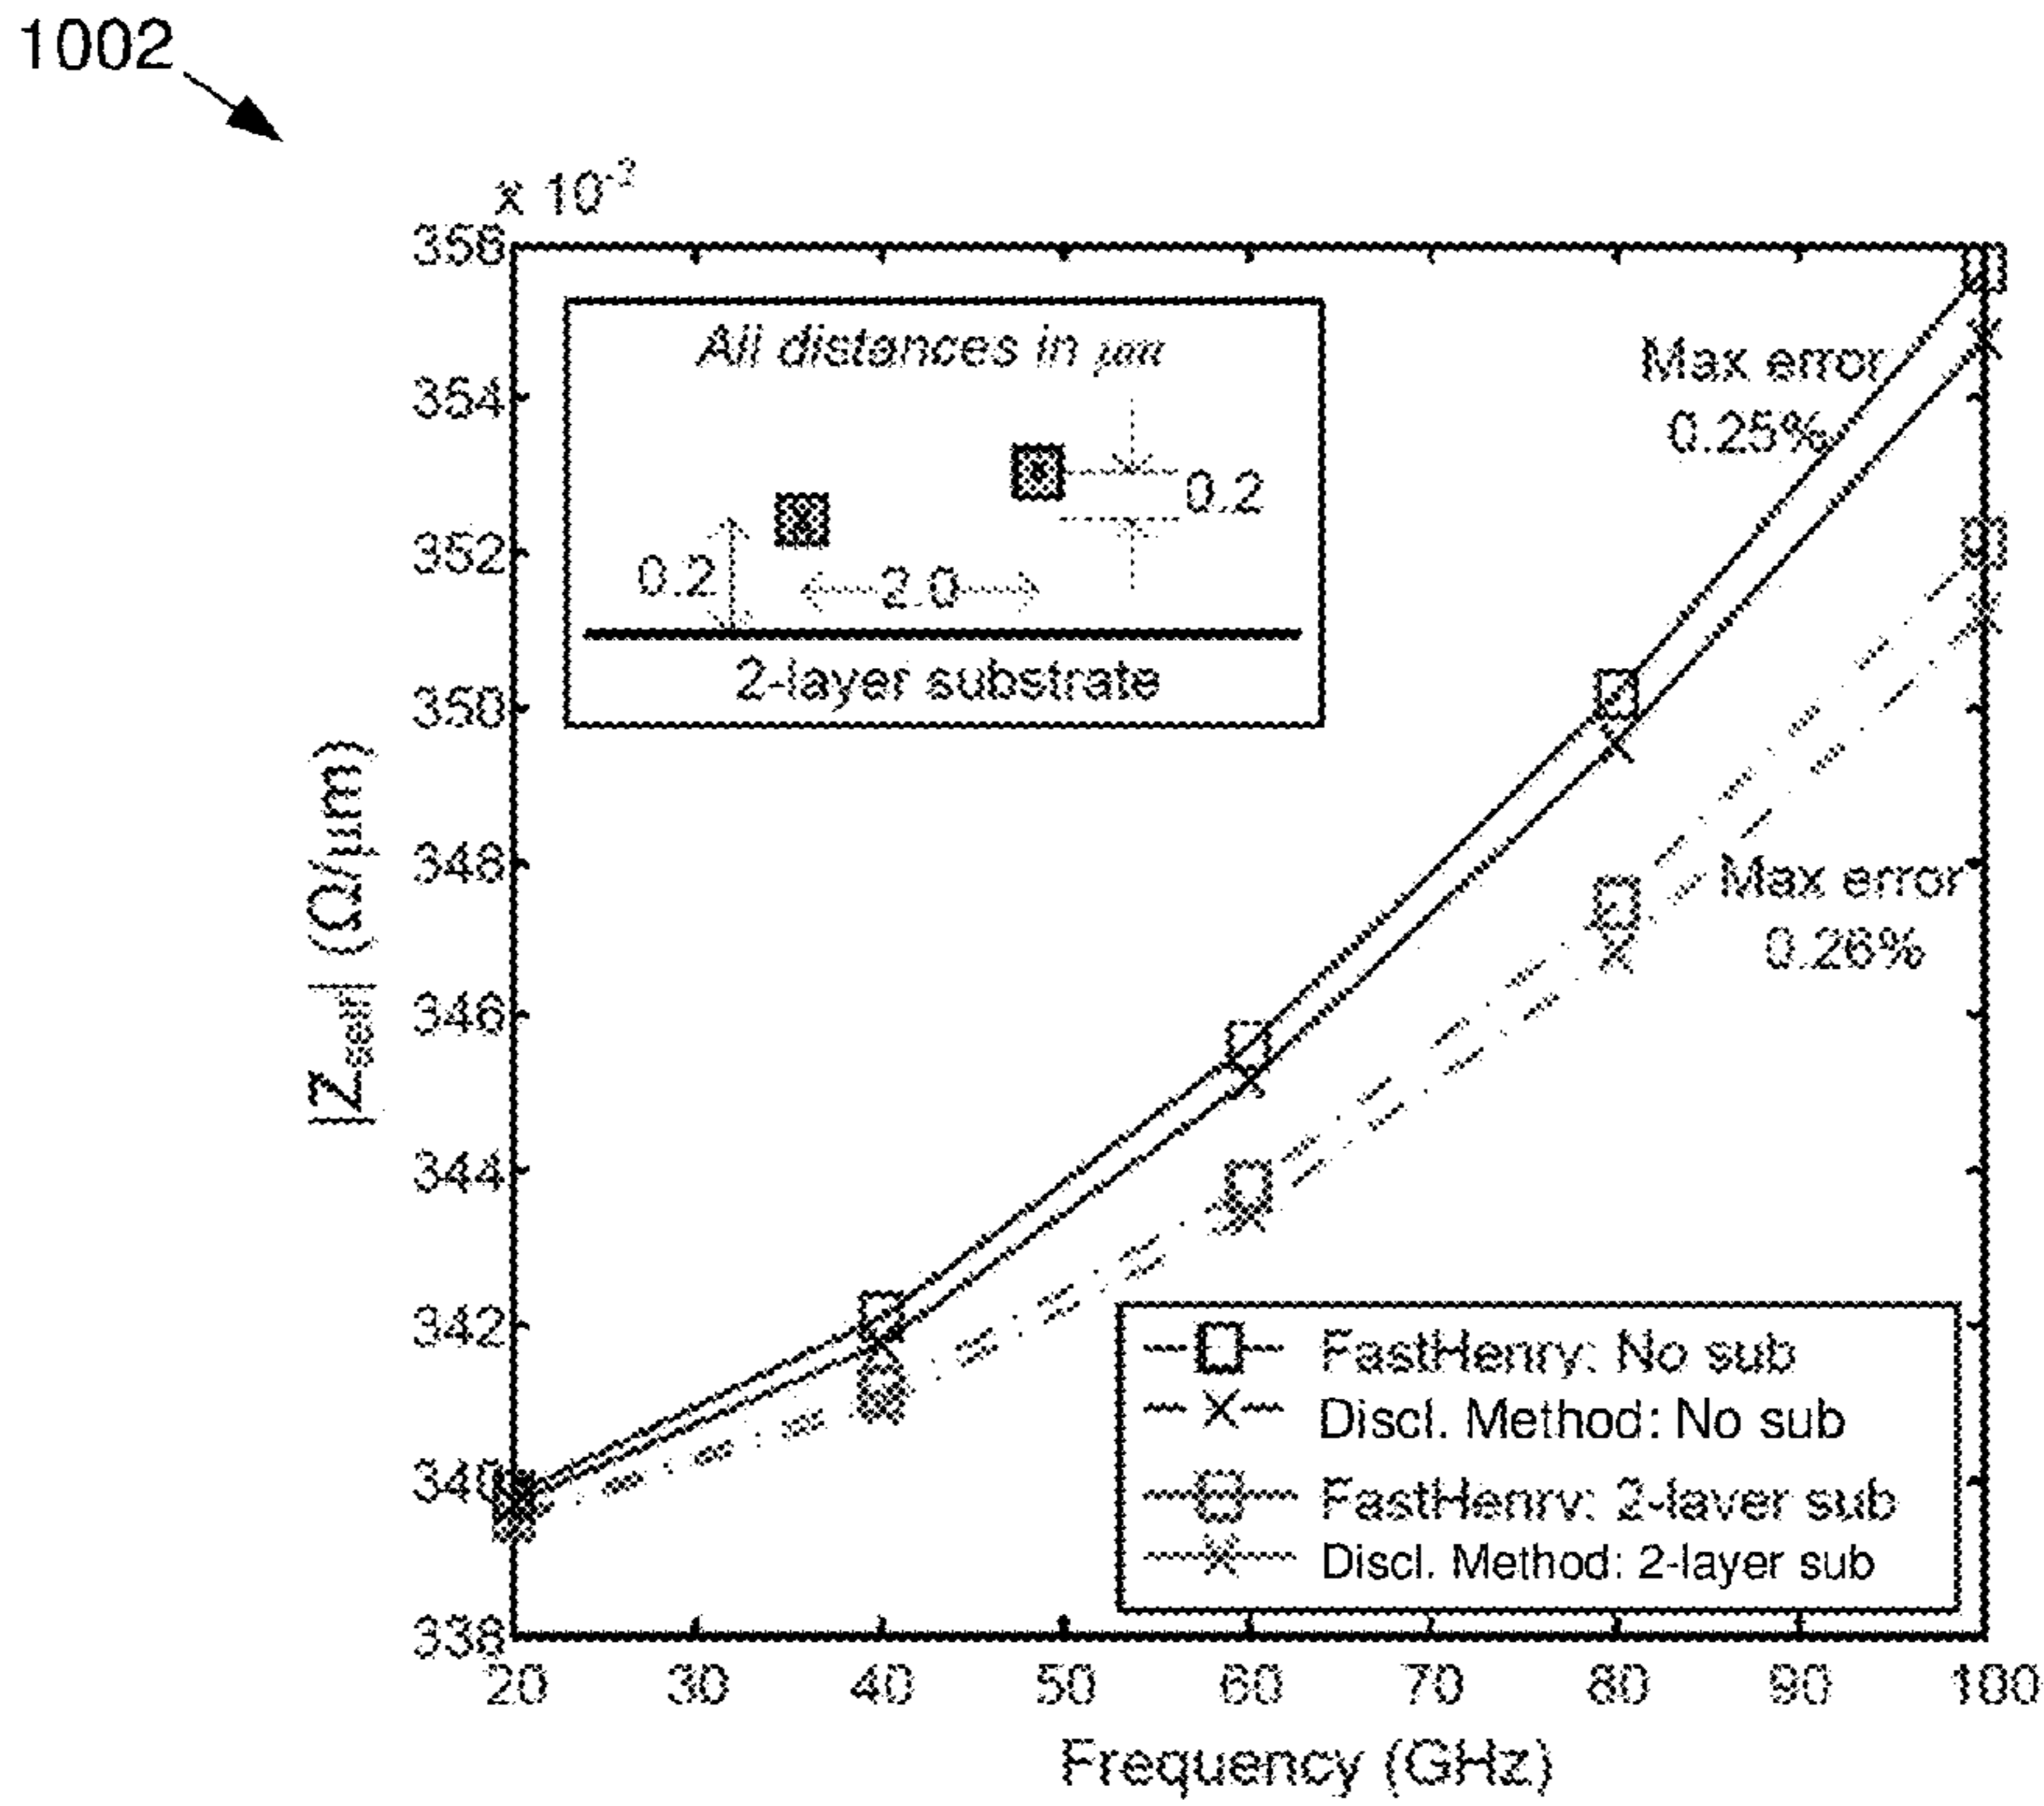 1002
x 10
356
354
352
350
348
346
344
342
340
338
|Zself| (Ω/μm)
All distances in μm
0.2
0.2
2.0
2-layer substrate
Max error
0.25%
Max error
0.26%
FastHenry: No sub
Discl. Method: No sub
FastHenry: 2-layer sub
Discl. Method: 2-layer sub
20 30 40 50 60 70 80 90 100
Frequency (GHz)